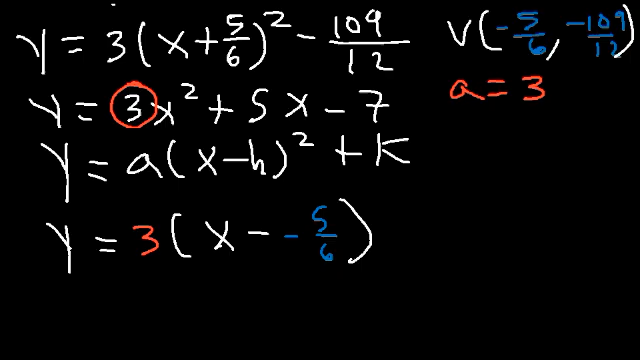 y = 3(x + 5/6)² - 109/12
V(-5/6, -109/12)
a = 3
y = 3x² + 5x - 7
y = a(x - h)² + k
y = 3(x - -5/6)